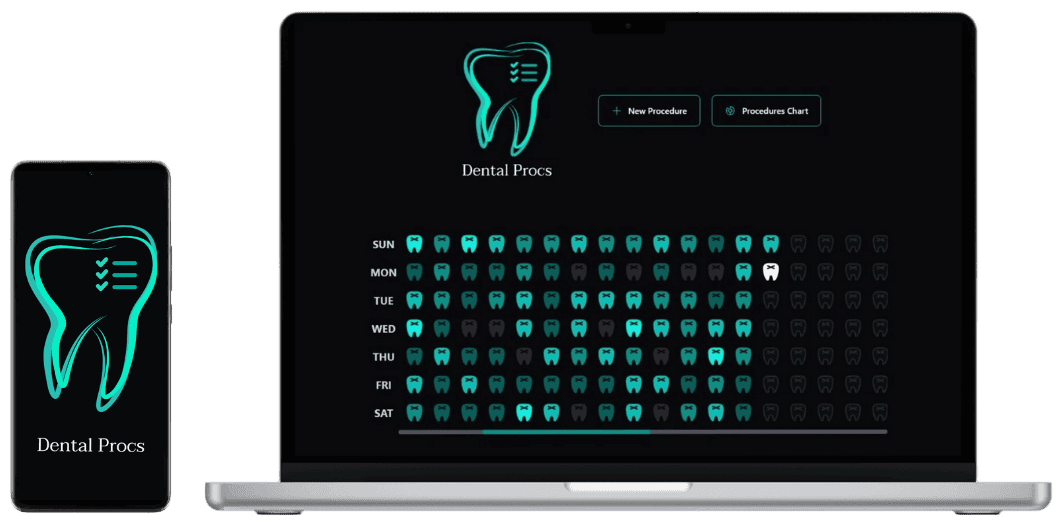 Dental Procs
New Procedure
Procedures Chart
Dental Procs
SUN
MON
TUE
WED
THU
FRI
SAT